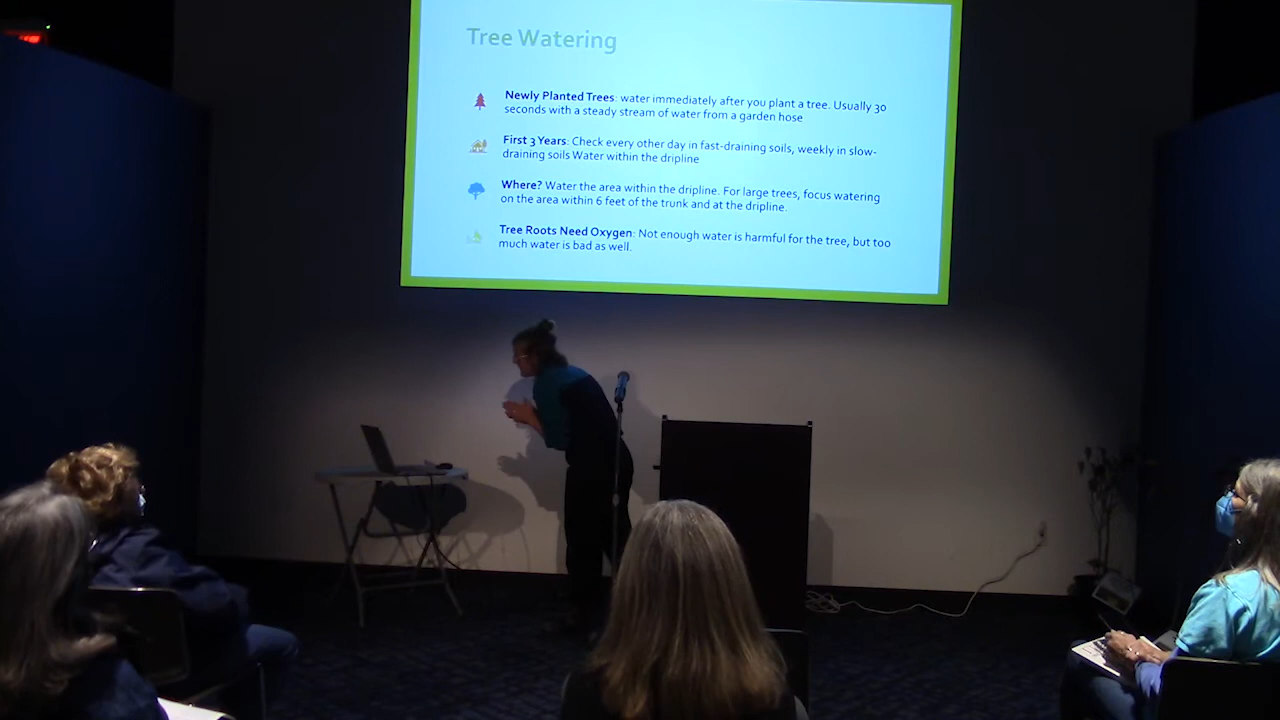 Tree Watering
Newly Planted Trees: water immediately after you plant a tree. Usually 30
seconds with a steady stream of water from a garden hose
First 3 Years: Check every other day in fast-draining soils, weekly in slow-
draining soils Water within the dripline
Where? Water the area within the dripline. For large trees, focus watering
on the area within 6 feet of the trunk and at the dripline.
Tree Roots Need Oxygen: Not enough water is harmful for the tree, but too
much water is bad as well.